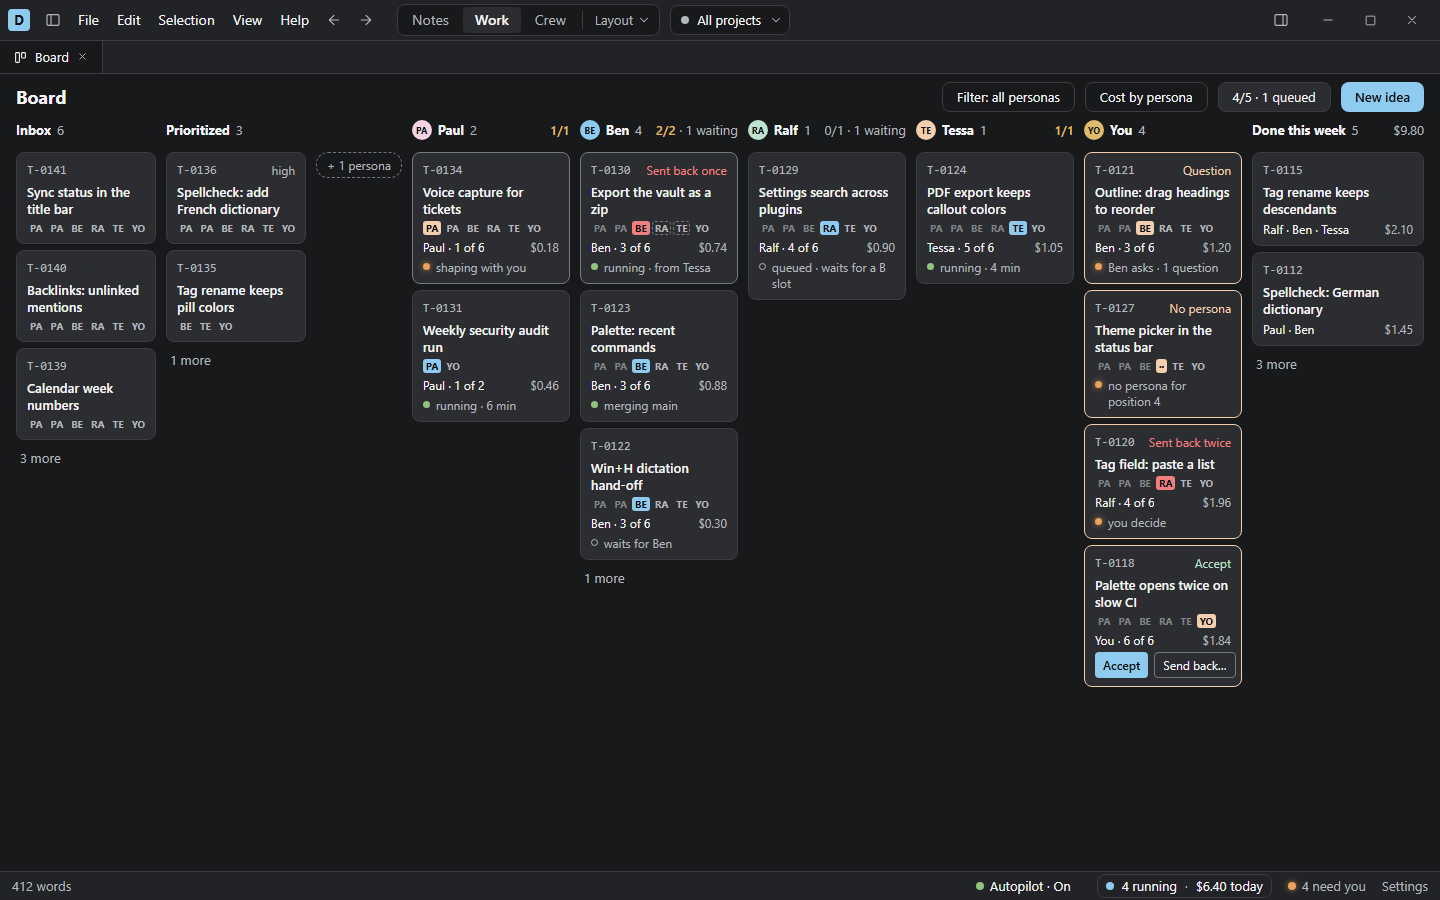 D File Edit Selection View Help Notes Work Crew Layout All projects
Board
Board
Filter: all personas Cost by persona 4/5 · 1 queued New idea
Inbox 6
T-0141
Sync status in the
title bar
PA PA BE RA TE YO
T-0140
Backlinks: unlinked
mentions
PA PA BE RA TE YO
T-0139
Calendar week
numbers
PA PA BE RA TE YO
3 more
Prioritized 3
T-0136 high
Spellcheck: add
French dictionary
PA PA BE RA TE YO
T-0135
Tag rename keeps
pill colors
BE TE YO
1 more
+ 1 persona
PA Paul 2 1/1
T-0134
Voice capture for
tickets
PA PA BE RA TE YO
Paul · 1 of 6 $0.18
shaping with you
T-0131
Weekly security audit
run
PA YO
Paul · 1 of 2 $0.46
running · 6 min
BE Ben 4 2/2 · 1 waiting
T-0130 Sent back once
Export the vault as a
zip
PA PA BE RA TE YO
Ben · 3 of 6 $0.74
running · from Tessa
T-0123
Palette: recent
commands
PA PA BE RA TE YO
Ben · 3 of 6 $0.88
merging main
T-0122
Win+H dictation
hand-off
PA PA BE RA TE YO
Ben · 3 of 6 $0.30
waits for Ben
1 more
RA Ralf 1 0/1 · 1 waiting
T-0129
Settings search across
plugins
PA PA BE RA TE YO
Ralf · 4 of 6 $0.90
queued · waits for a B
slot
TE Tessa 1 1/1
T-0124
PDF export keeps
callout colors
PA PA BE RA TE YO
Tessa · 5 of 6 $1.05
running · 4 min
YO You 4
T-0121 Question
Outline: drag headings
to reorder
PA PA BE RA TE YO
Ben · 3 of 6 $1.20
Ben asks · 1 question
T-0127 No persona
Theme picker in the
status bar
PA PA BE ·· TE YO
no persona for
position 4
T-0120 Sent back twice
Tag field: paste a list
PA PA BE RA TE YO
Ralf · 4 of 6 $1.96
you decide
T-0118 Accept
Palette opens twice on
slow CI
PA PA BE RA TE YO
You · 6 of 6 $1.84
Accept Send back...
Done this week 5 $9.80
T-0115
Tag rename keeps
descendants
Ralf · Ben · Tessa $2.10
T-0112
Spellcheck: German
dictionary
Paul · Ben $1.45
3 more
412 words Autopilot · On 4 running · $6.40 today 4 need you Settings